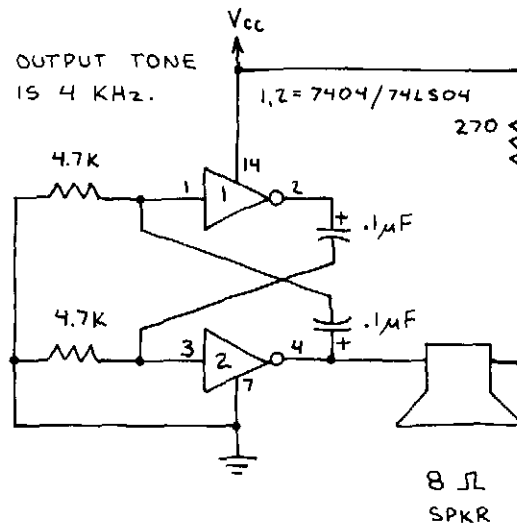 Vcc
OUTPUT TONE
IS 4 KHz.
1,2 = 7404/74LS04
270
4.7K
14
1
1
2
+
.1μF
4.7K
.1μF
+
3
2
4
7
8 Ω
SPKR